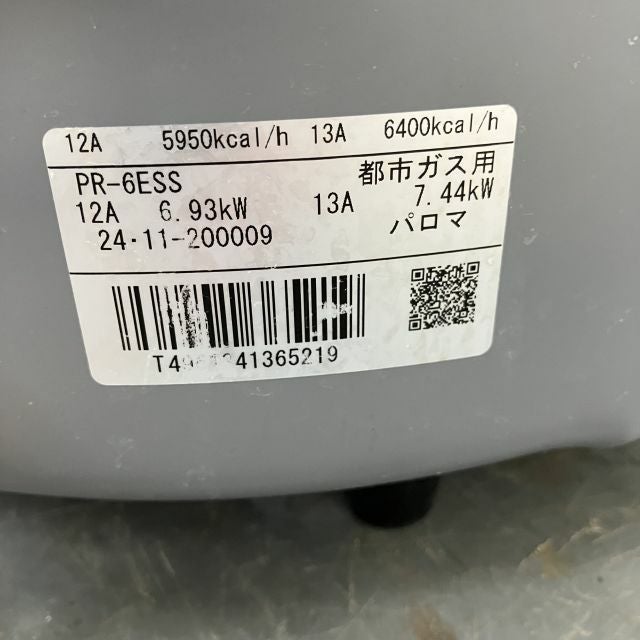 12A 5950kcal/h 13A 6400kcal/h
PR-6ESS 都市ガス用
12A 6.93kW 13A 7.44kW
24・11-200009 パロマ